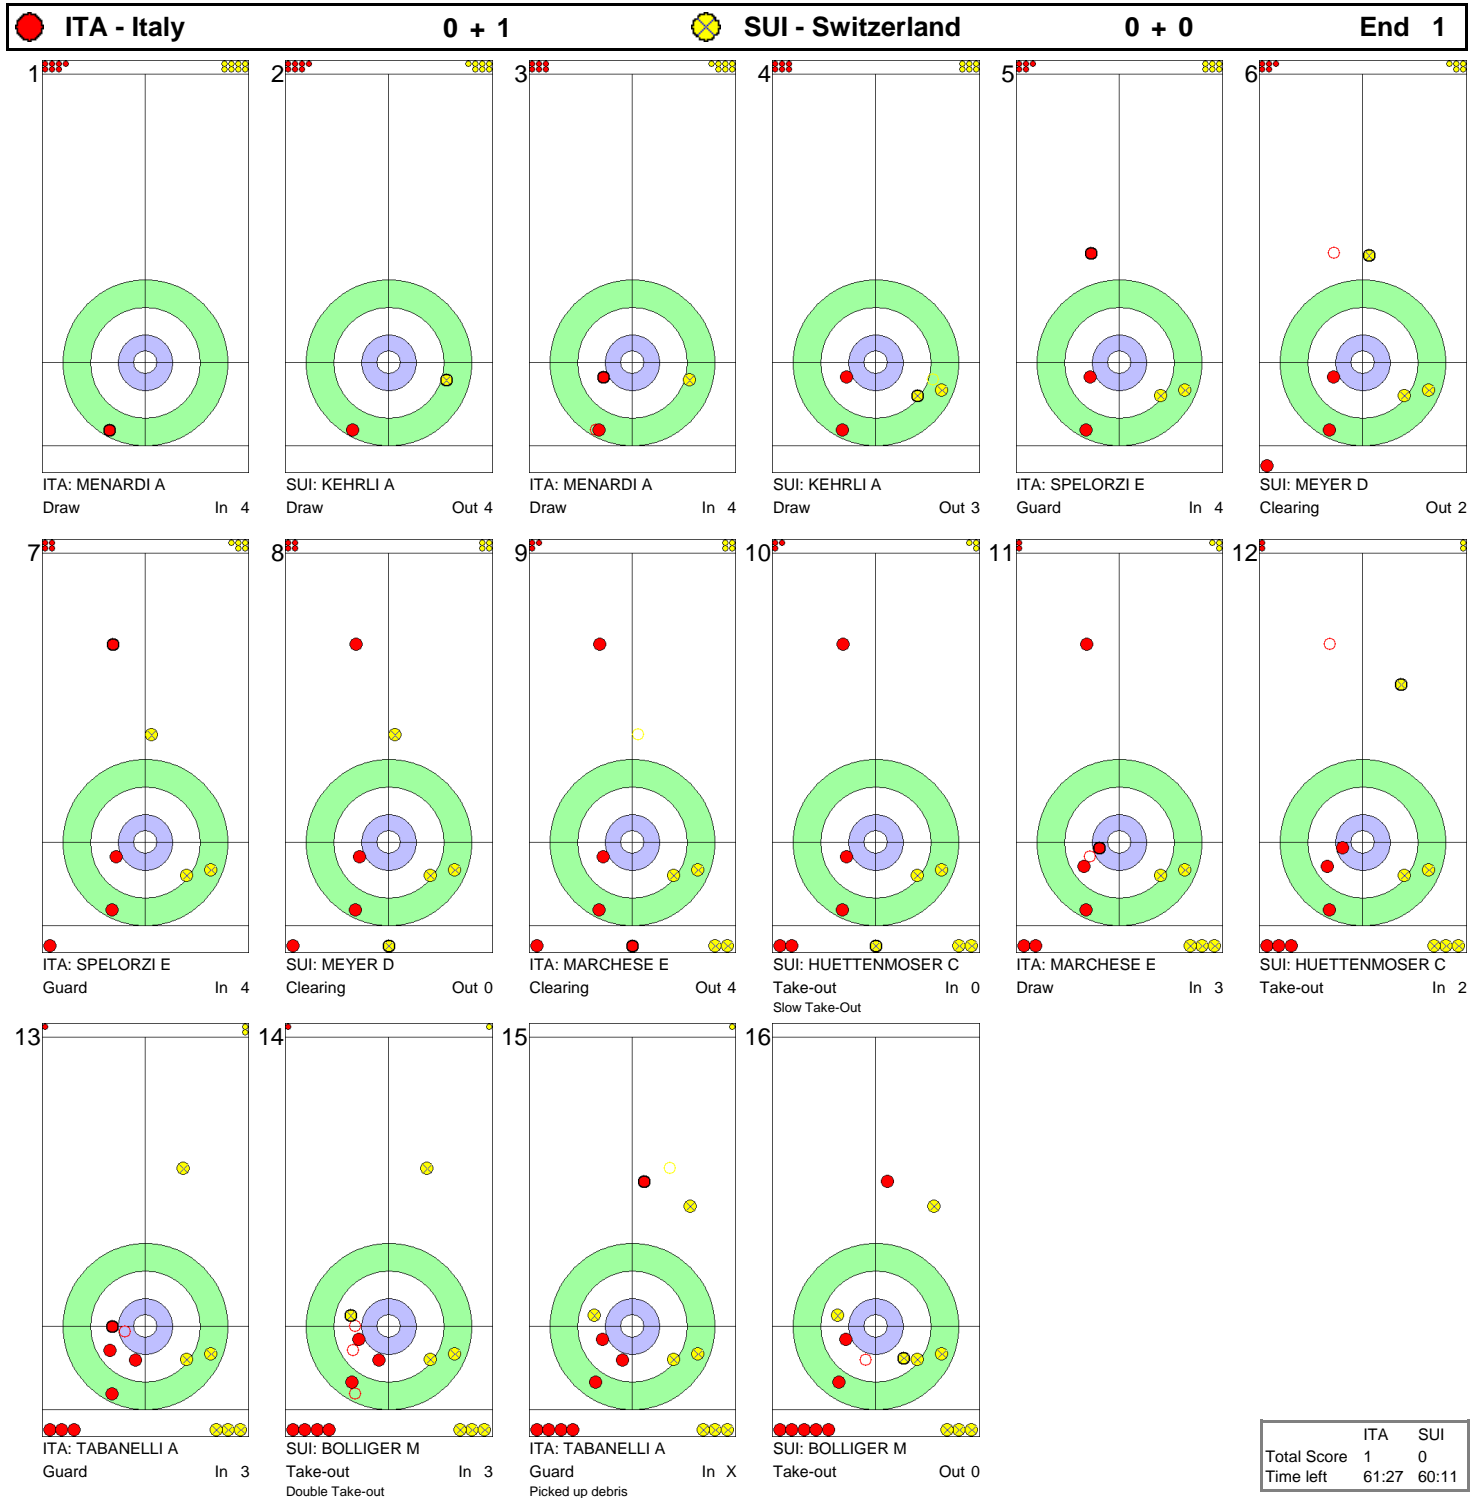 ITA - Italy 0 + 1 SUI - Switzerland 0 + 0 End 1
1 2 3 4 5 6
ITA: MENARDI A SUI: KEHRLI A ITA: MENARDI A SUI: KEHRLI A ITA: SPELORZI E SUI: MEYER D
Draw In 4 Draw Out 4 Draw In 4 Draw Out 3 Guard In 4 Clearing Out 2
7 8 9 10 11 12
ITA: SPELORZI E SUI: MEYER D ITA: MARCHESE E SUI: HUETTENMOSER C ITA: MARCHESE E SUI: HUETTENMOSER C
Guard In 4 Clearing Out 0 Clearing Out 4 Take-out In 0 Draw In 3 Take-out In 2
Slow Take-Out
13 14 15 16
ITA: TABANELLI A SUI: BOLLIGER M ITA: TABANELLI A SUI: BOLLIGER M
Guard In 3 Take-out In 3 Guard In X Take-out Out 0
Double Take-out Picked up debris
ITA SUI
Total Score 1 0
Time left 61:27 60:11